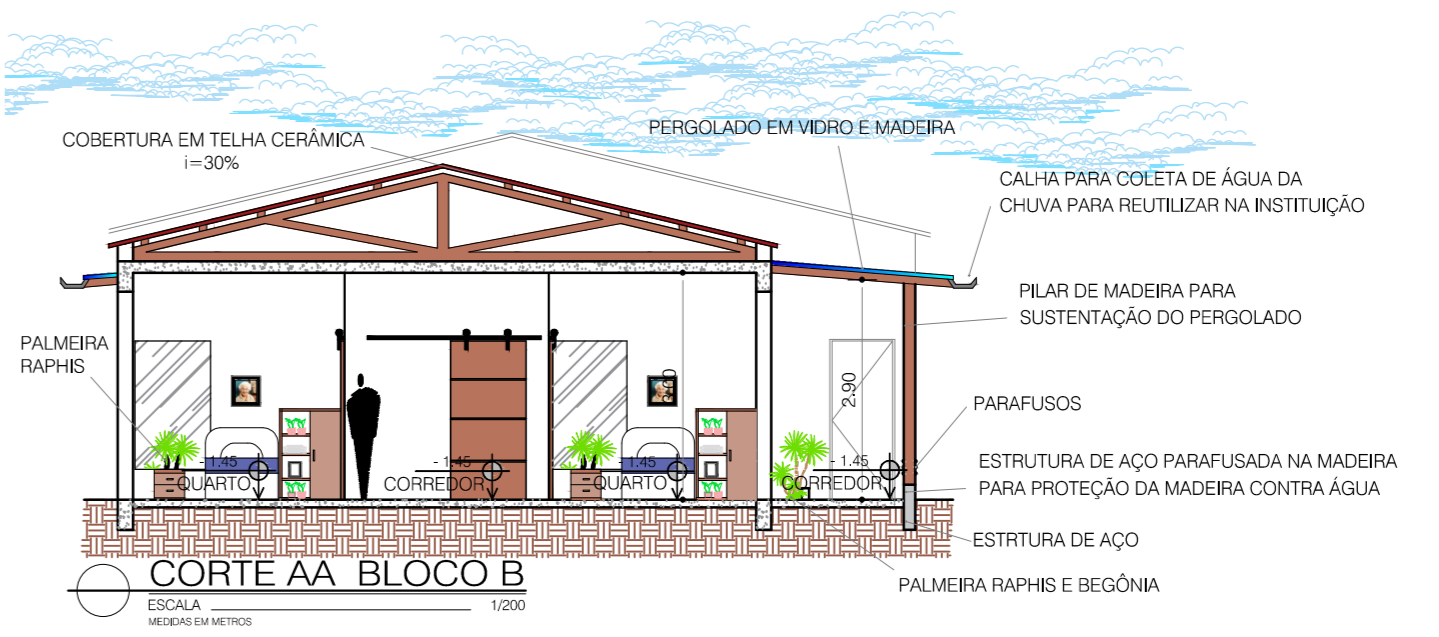 COBERTURA EM TELHA CERÂMICA
i=30%
PERGOLADO EM VIDRO E MADEIRA
CALHA PARA COLETA DE ÁGUA DA
CHUVA PARA REUTILIZAR NA INSTITUIÇÃO
PILAR DE MADEIRA PARA
SUSTENTAÇÃO DO PERGOLADO
PALMEIRA
RAPHIS
2.90
PARAFUSOS
- 1.45
QUARTO
- 1.45
CORREDOR
- 1.45
QUARTO
- 1.45
CORREDOR
ESTRUTURA DE AÇO PARAFUSADA NA MADEIRA
PARA PROTEÇÃO DA MADEIRA CONTRA ÁGUA
ESTRTURA DE AÇO
PALMEIRA RAPHIS E BEGÔNIA
CORTE AA BLOCO B
ESCALA 1/200
MEDIDAS EM METROS